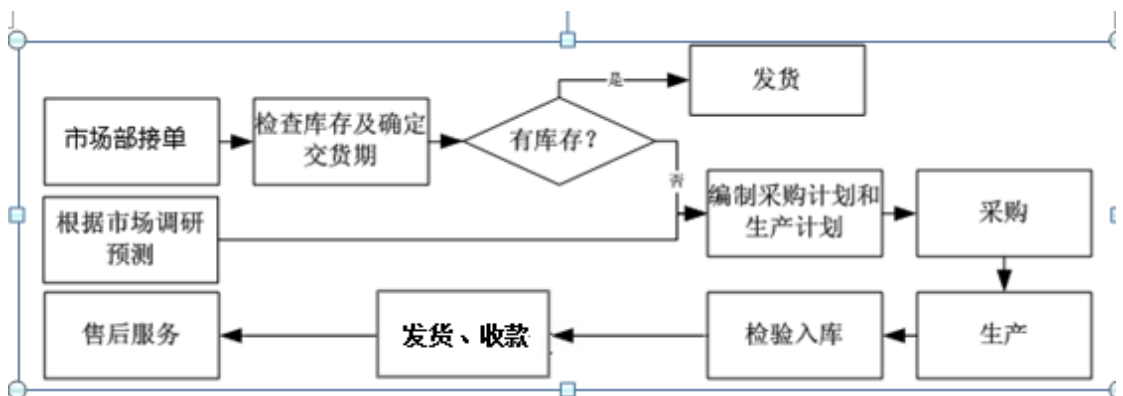 发货
是
市场部接单
检查库存及确定
交货期
有库存？
否
根据市场调研
预测
编制采购计划和
生产计划
采购
售后服务
发货、收款
检验入库
生产